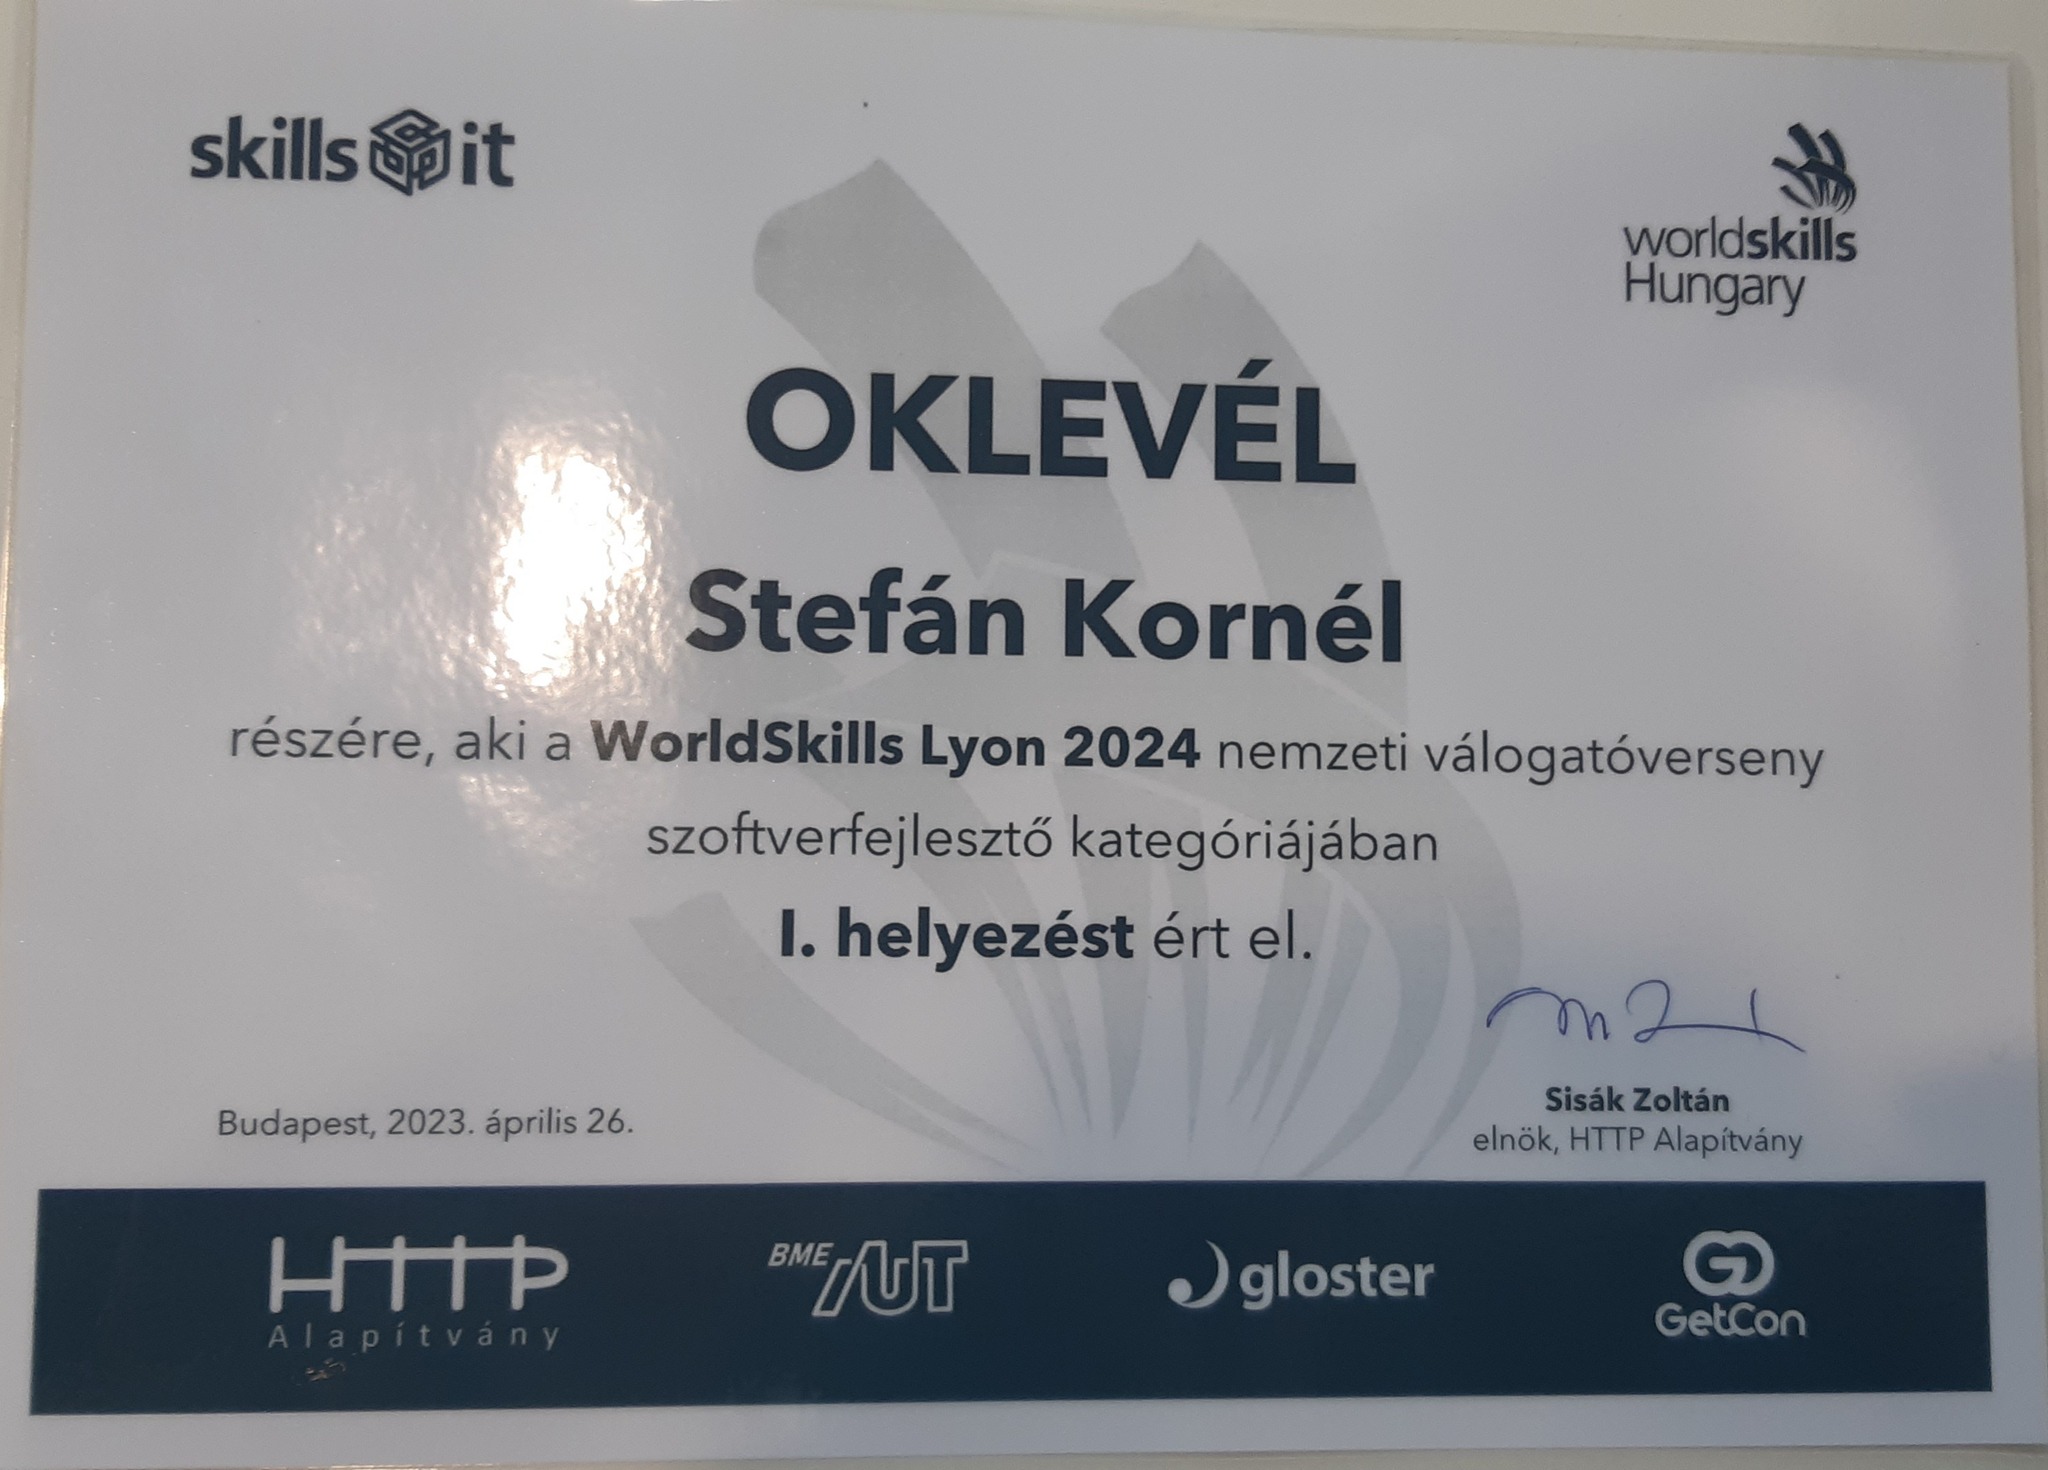 skills it
worldskills
Hungary
OKLEVÉL
Stefán Kornél
részére, aki a WorldSkills Lyon 2024 nemzeti válogatóverseny
szoftverfejlesztő kategóriájában
I. helyezést ért el.
Budapest, 2023. április 26.
Sisák Zoltán
elnök, HTTP Alapítvány
HTTP
Alapítvány
BME AUT
gloster
GetCon